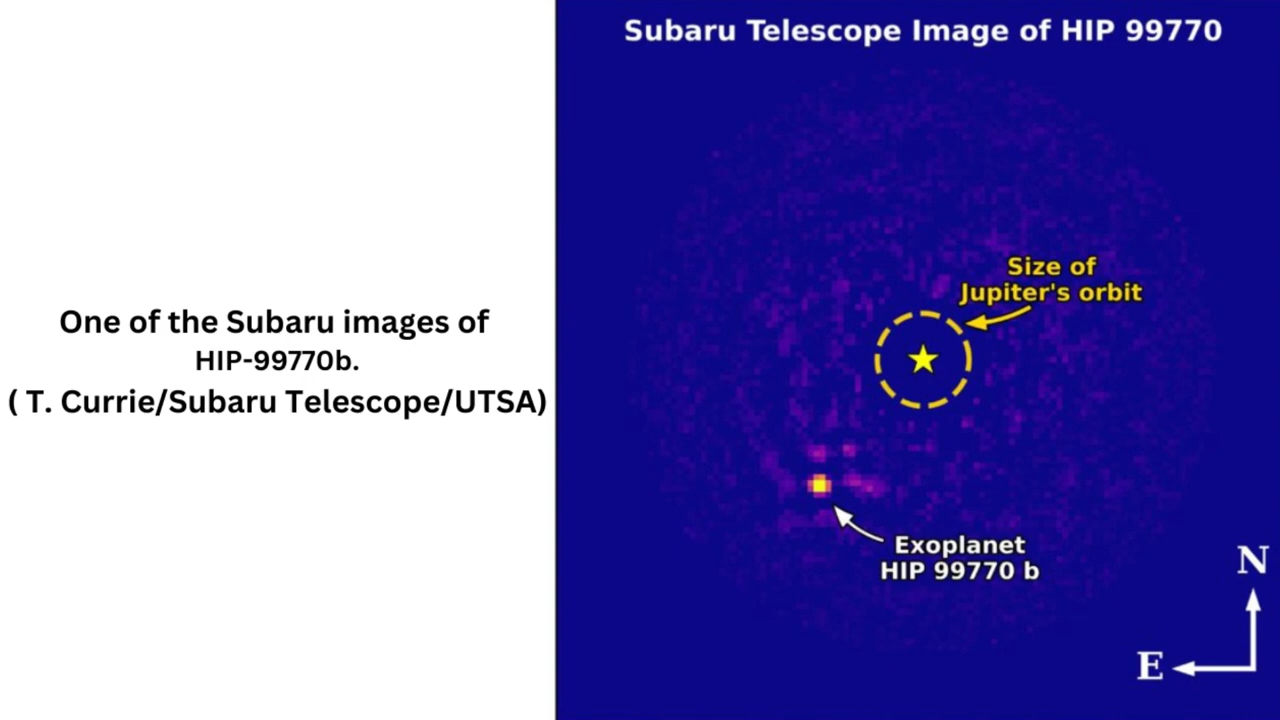 One of the Subaru images of
HIP-99770b.
( T. Currie/Subaru Telescope/UTSA)
Subaru Telescope Image of HIP 99770
Size of
Jupiter's orbit
Exoplanet
HIP 99770 b
N
E